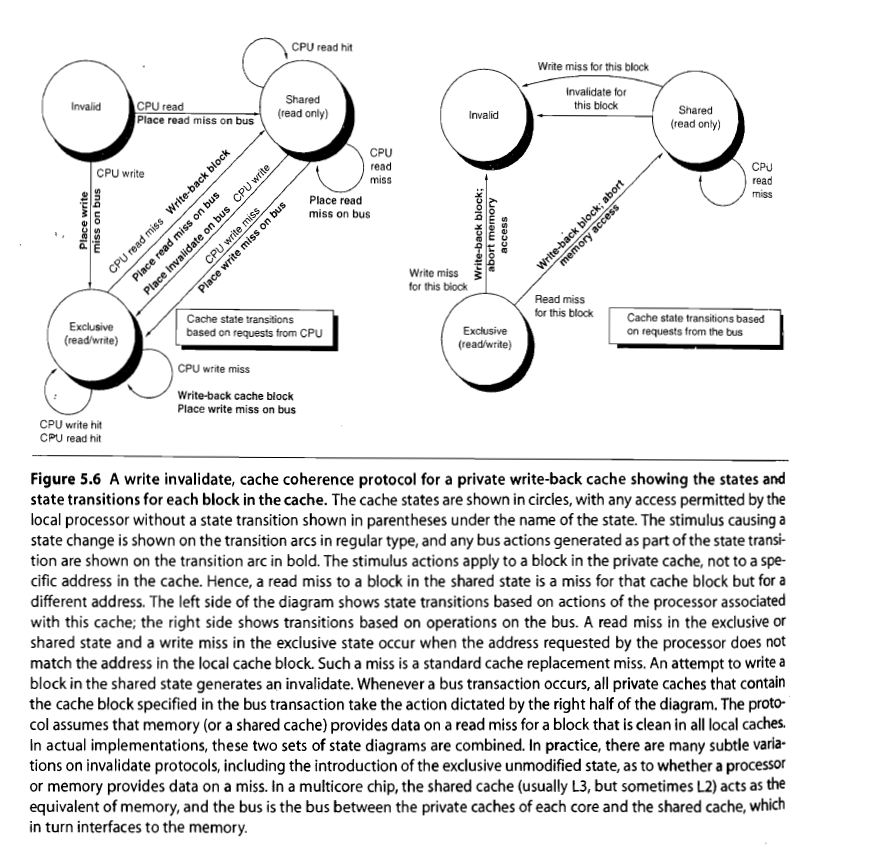 CPU read hit
Invalid
CPU read
Place read miss on bus
Shared
(read only)
CPU write
Place write
miss on bus
CPU read miss Write-back block
Place read miss on bus
Place Invalidate on bus CPU write
CPU write miss
Place write miss on bus
CPU
read
miss
Place read
miss on bus
Exclusive
(read/write)
Cache state transitions
based on requests from CPU
CPU write miss
Write-back cache block
Place write miss on bus
CPU write hit
CPU read hit
Write miss for this block
Invalidate for
this block
Invalid
Shared
(read only)
CPU
read
miss
Write-back block;
abort memory
access
Write-back block; abort
memory access
Write miss
for this block
Read miss
for this block
Exclusive
(read/write)
Cache state transitions based
on requests from the bus
Figure 5.6 A write invalidate, cache coherence protocol for a private write-back cache showing the states and
state transitions for each block in the cache. The cache states are shown in circles, with any access permitted by the
local processor without a state transition shown in parentheses under the name of the state. The stimulus causing a
state change is shown on the transition arcs in regular type, and any bus actions generated as part of the state transi-
tion are shown on the transition arc in bold. The stimulus actions apply to a block in the private cache, not to a spe-
cific address in the cache. Hence, a read miss to a block in the shared state is a miss for that cache block but for a
different address. The left side of the diagram shows state transitions based on actions of the processor associated
with this cache; the right side shows transitions based on operations on the bus. A read miss in the exclusive or
shared state and a write miss in the exclusive state occur when the address requested by the processor does not
match the address in the local cache block. Such a miss is a standard cache replacement miss. An attempt to write a
block in the shared state generates an invalidate. Whenever a bus transaction occurs, all private caches that contain
the cache block specified in the bus transaction take the action dictated by the right half of the diagram. The proto-
col assumes that memory (or a shared cache) provides data on a read miss for a block that is clean in all local caches.
In actual implementations, these two sets of state diagrams are combined. In practice, there are many subtle varia-
tions on invalidate protocols, including the introduction of the exclusive unmodified state, as to whether a processor
or memory provides data on a miss. In a multicore chip, the shared cache (usually L3, but sometimes L2) acts as the
equivalent of memory, and the bus is the bus between the private caches of each core and the shared cache, which
in turn interfaces to the memory.